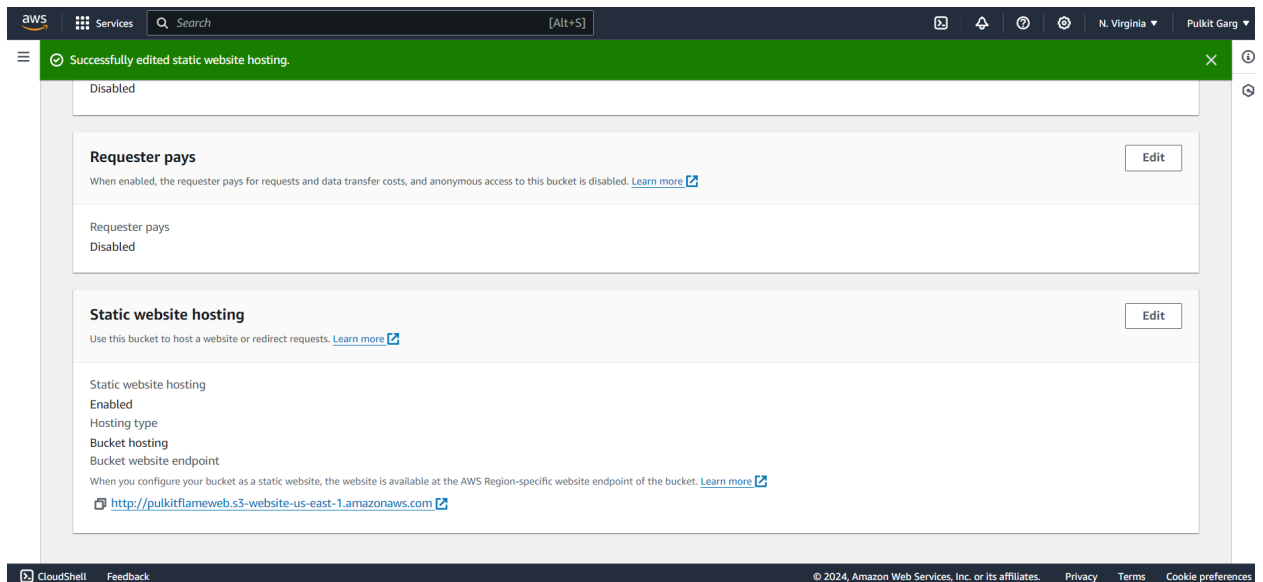 aws
Services
Search
[Alt+S]
N. Virginia
Pulkit Garg
Successfully edited static website hosting.
Disabled
Requester pays
Edit
When enabled, the requester pays for requests and data transfer costs, and anonymous access to this bucket is disabled. Learn more
Requester pays
Disabled
Static website hosting
Edit
Use this bucket to host a website or redirect requests. Learn more
Static website hosting
Enabled
Hosting type
Bucket hosting
Bucket website endpoint
When you configure your bucket as a static website, the website is available at the AWS Region-specific website endpoint of the bucket. Learn more
http://pulkitflameweb.s3-website-us-east-1.amazonaws.com
CloudShell
Feedback
© 2024, Amazon Web Services, Inc. or its affiliates.
Privacy
Terms
Cookie preferences